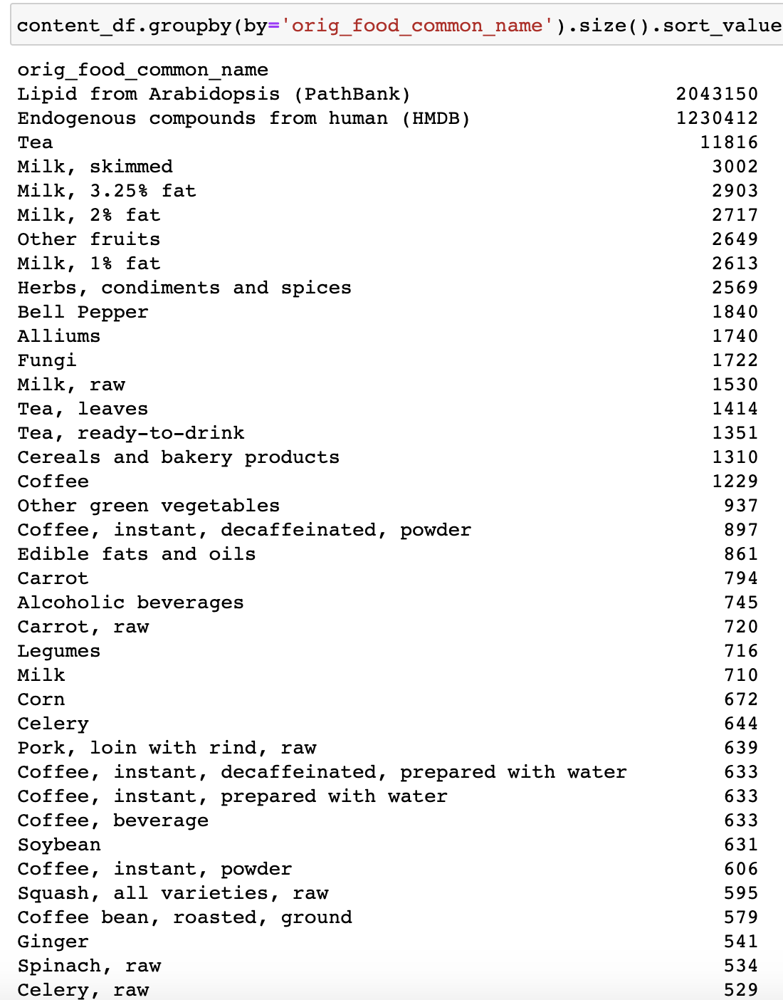 content_df.groupby(by='orig_food_common_name').size().sort_value
orig_food_common_name
Lipid from Arabidopsis (PathBank) 2043150
Endogenous compounds from human (HMDB) 1230412
Tea 11816
Milk, skimmed 3002
Milk, 3.25% fat 2903
Milk, 2% fat 2717
Other fruits 2649
Milk, 1% fat 2613
Herbs, condiments and spices 2569
Bell Pepper 1840
Alliums 1740
Fungi 1722
Milk, raw 1530
Tea, leaves 1414
Tea, ready-to-drink 1351
Cereals and bakery products 1310
Coffee 1229
Other green vegetables 937
Coffee, instant, decaffeinated, powder 897
Edible fats and oils 861
Carrot 794
Alcoholic beverages 745
Carrot, raw 720
Legumes 716
Milk 710
Corn 672
Celery 644
Pork, loin with rind, raw 639
Coffee, instant, decaffeinated, prepared with water 633
Coffee, instant, prepared with water 633
Coffee, beverage 633
Soybean 631
Coffee, instant, powder 606
Squash, all varieties, raw 595
Coffee bean, roasted, ground 579
Ginger 541
Spinach, raw 534
Celery, raw 529